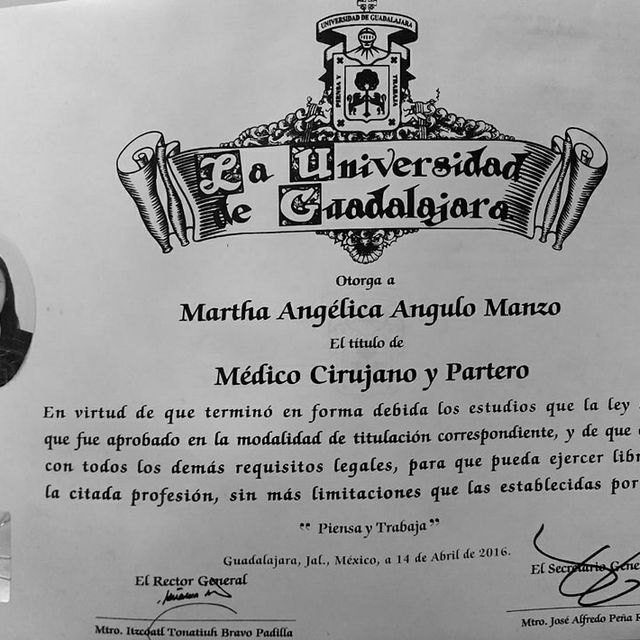 UNIVERSIDAD DE GUADALAJARA
PIENSA Y TRABAJA
La Universidad
de Guadalajara
Otorga a
Martha Angélica Angulo Manzo
El título de
Médico Cirujano y Partero
En virtud de que terminó en forma debida los estudios que la ley
que fue aprobado en la modalidad de titulación correspondiente, y de que
con todos los demás requisitos legales, para que pueda ejercer libr
la citada profesión, sin más limitaciones que las establecidas por
“ Piensa y Trabaja ”
Guadalajara, Jal., México, a 14 de Abril de 2016.
El Rector General
El Secretario Gene
Mtro. Itzcóatl Tonatiuh Bravo Padilla
Mtro. José Alfredo Peña